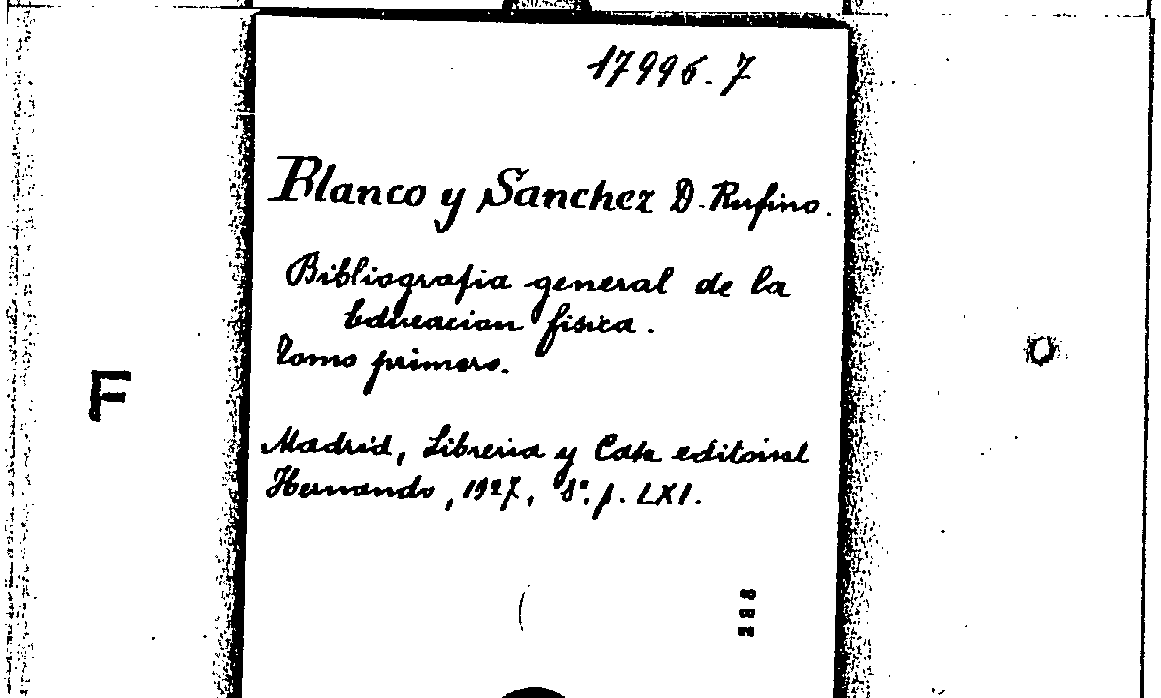 17996.7
Blanco y Sanchez D. Rufino.
Bibliografia general de la
Educacion fisica.
Tomo primero.
F
Madrid, Libreria y Casa editorial
Hernando, 1927, 8°. p. LXI.